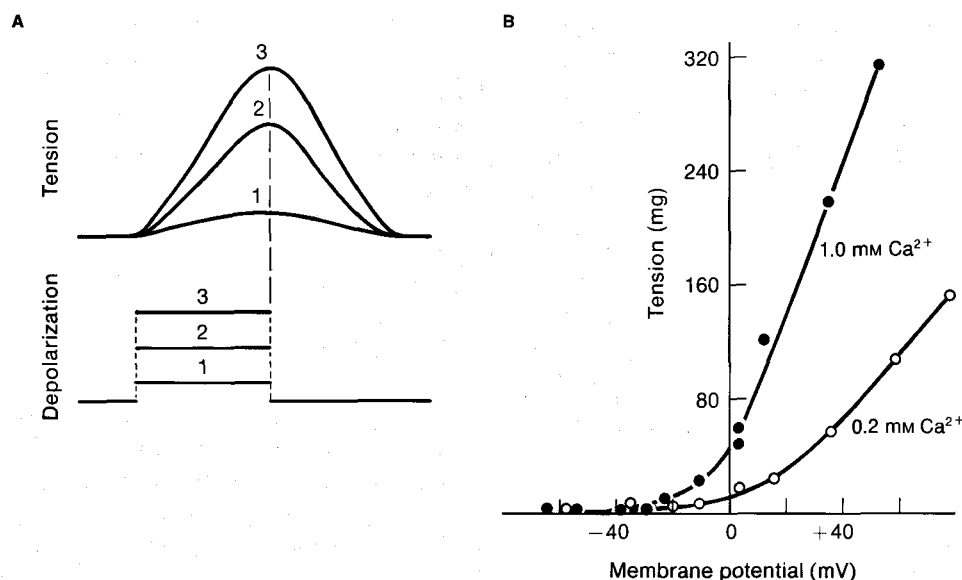 A
3
2
1
Tension
3
2
1
Depolarization
B
320
240
160
80
Tension (mg)
1.0 mM Ca²⁺
0.2 mM Ca²⁺
−40
0
+40
Membrane potential (mV)